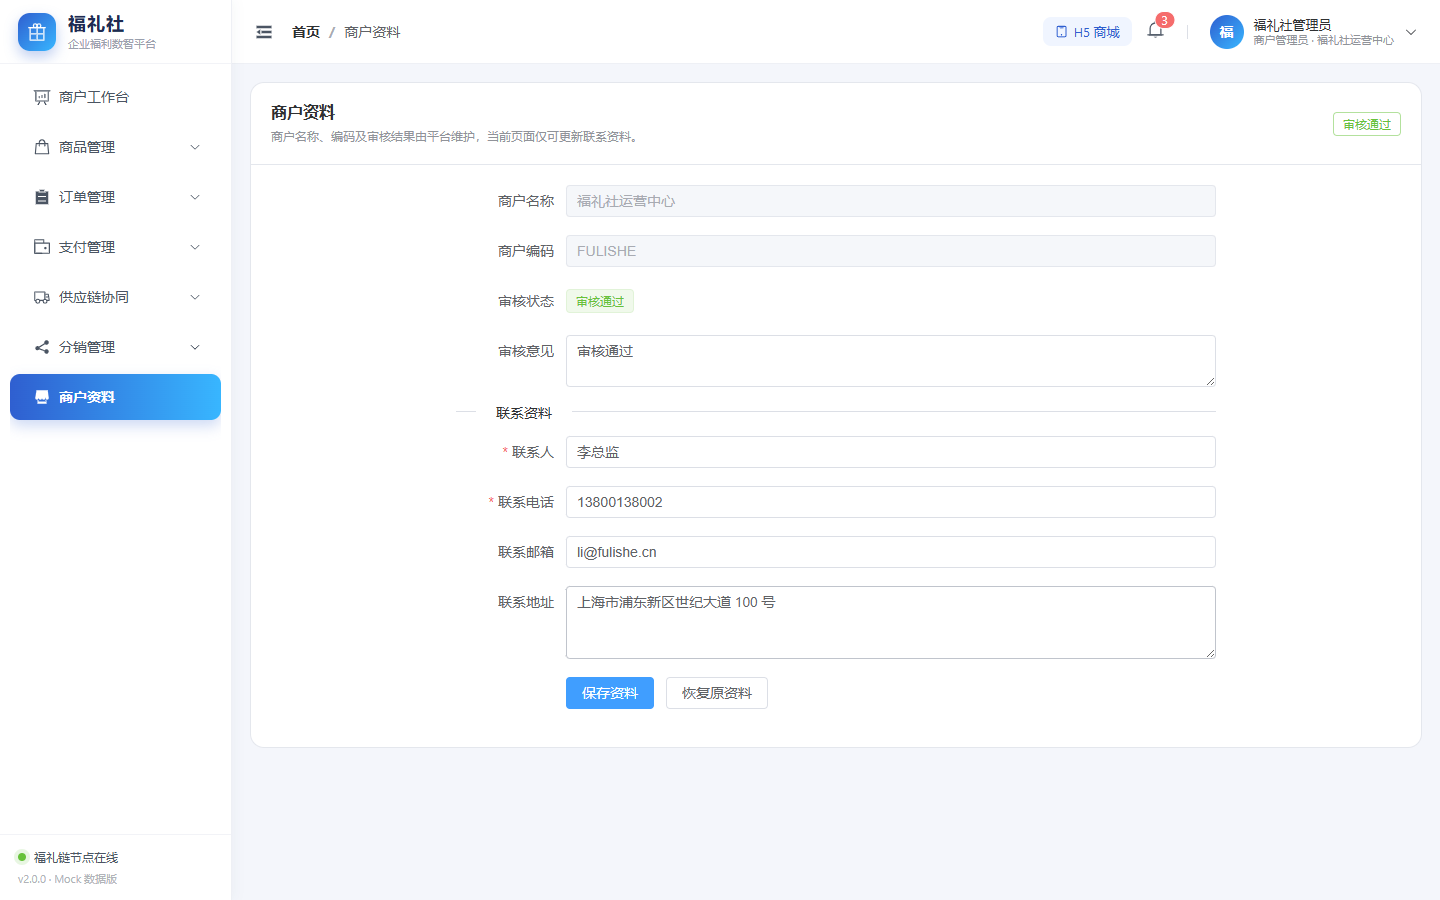 福礼社
企业福利数智平台
首页 / 商户资料
H5 商城
3
福
福礼社管理员
商户管理员 · 福礼社运营中心
商户工作台
商品管理
订单管理
支付管理
供应链协同
分销管理
商户资料
福礼链节点在线
v2.0.0 · Mock 数据版
商户资料
商户名称、编码及审核结果由平台维护，当前页面仅可更新联系资料。
审核通过
商户名称 福礼社运营中心
商户编码 FULISHE
审核状态 审核通过
审核意见 审核通过
联系资料
* 联系人 李总监
* 联系电话 13800138002
联系邮箱 li@fulishe.cn
联系地址 上海市浦东新区世纪大道 100 号
保存资料 恢复原资料